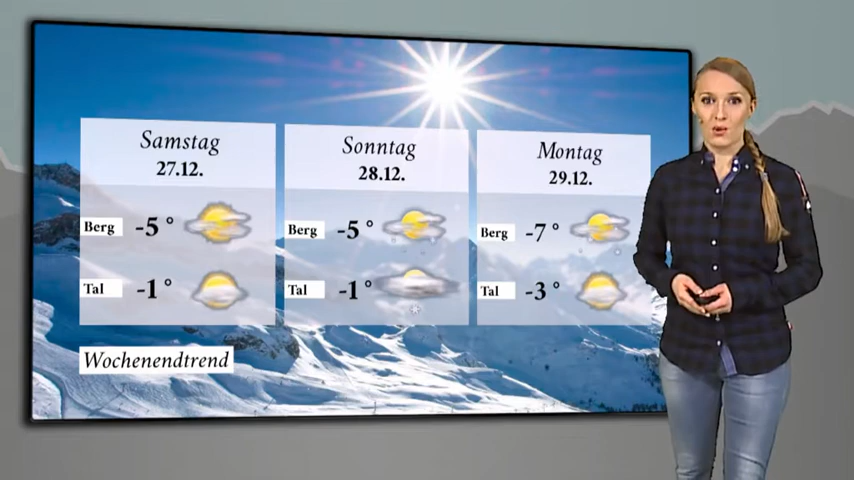 Samstag
27.12.
Berg -5 °
Tal -1 °
Sonntag
28.12.
Berg -5 °
Tal -1 °
Montag
29.12.
Berg -7 °
Tal -3 °
Wochenendtrend